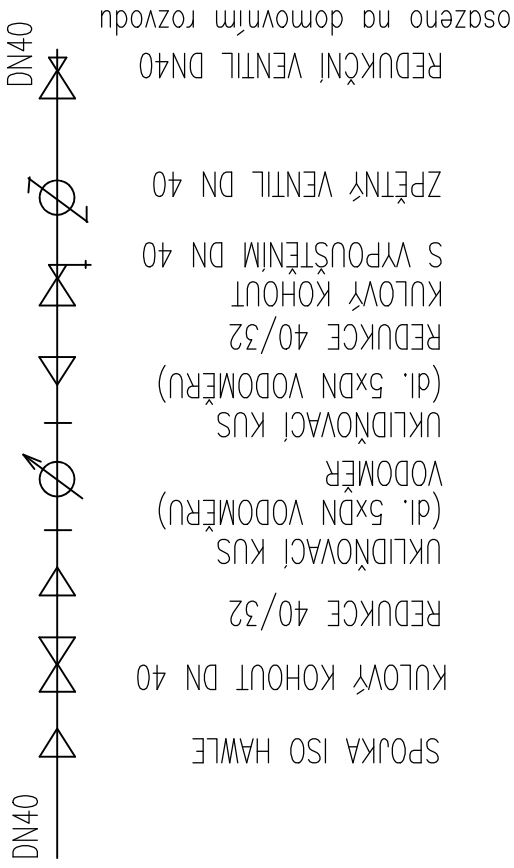 DN40
SPOJKA ISO HAWLE
KULOVÝ KOHOUT DN 40
REDUKCE 40/32
UKLIDŇOVACÍ KUS
(dl. 5xDN VODOMĚRU)
VODOMĚR
UKLIDŇOVACÍ KUS
(dl. 5xDN VODOMĚRU)
REDUKCE 40/32
KULOVÝ KOHOUT
S VYPOUŠTĚNÍM DN 40
ZPĚTNÝ VENTIL DN 40
REDUKČNÍ VENTIL DN40
osazeno na domovním rozvodu
DN40